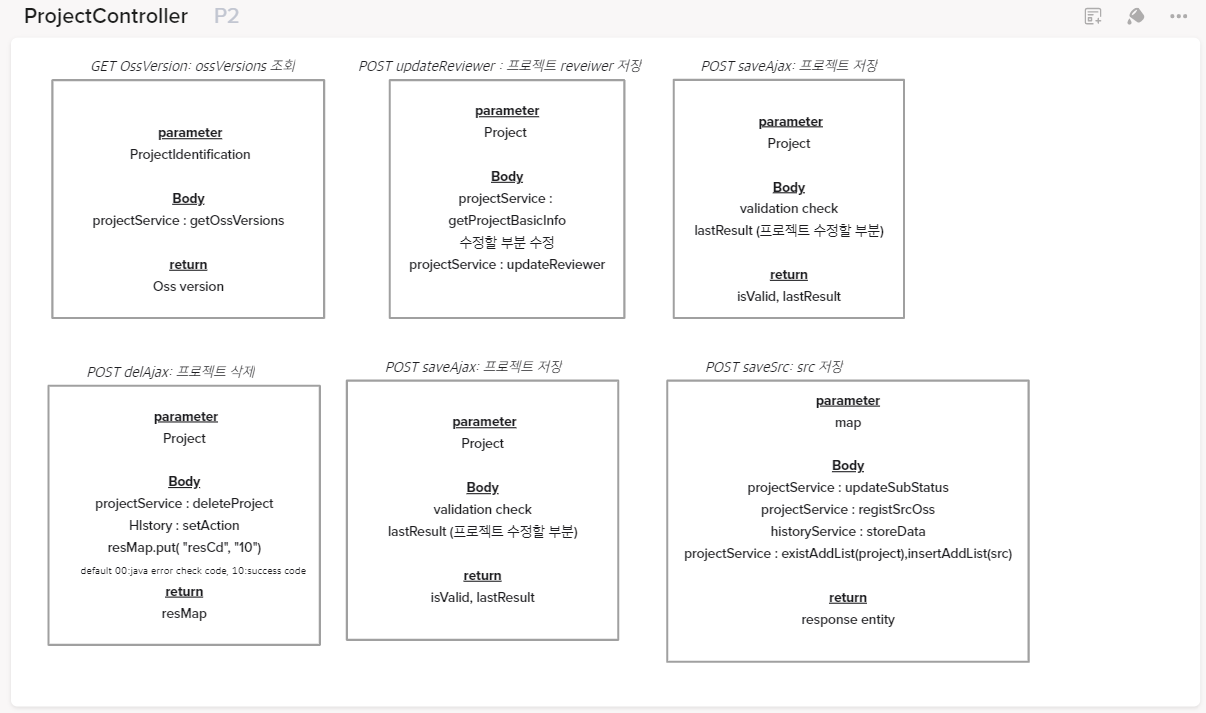 ProjectController P2
GET OssVersion: ossVersions 조회
parameter
ProjectIdentification
Body
projectService : getOssVersions
return
Oss version
POST updateReviewer : 프로젝트 reveiwer 저장
parameter
Project
Body
projectService :
getProjectBasicInfo
수정할 부분 수정
projectService : updateReviewer
POST saveAjax: 프로젝트 저장
parameter
Project
Body
validation check
lastResult (프로젝트 수정할 부분)
return
isValid, lastResult
POST delAjax: 프로젝트 삭제
parameter
Project
Body
projectService : deleteProject
HIstory : setAction
resMap.put( "resCd", "10")
default 00:java error check code, 10:success code
return
resMap
POST saveAjax: 프로젝트 저장
parameter
Project
Body
validation check
lastResult (프로젝트 수정할 부분)
return
isValid, lastResult
POST saveSrc: src 저장
parameter
map
Body
projectService : updateSubStatus
projectService : registSrcOss
historyService : storeData
projectService : existAddList(project),insertAddList(src)
return
response entity